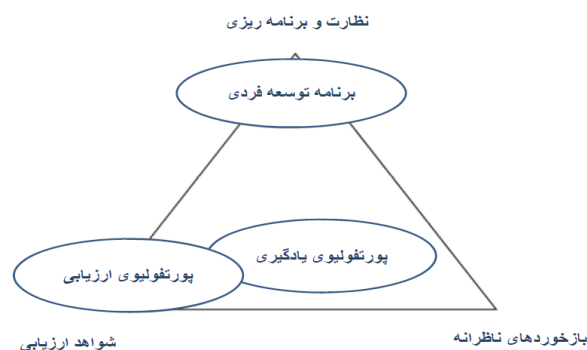 نظارت و برنامه ریزی
برنامه توسعه فردی
پورتفولیوی یادگیری
پورتفولیوی ارزیابی
بازخوردهای ناظرانه
شواهد ارزیابی